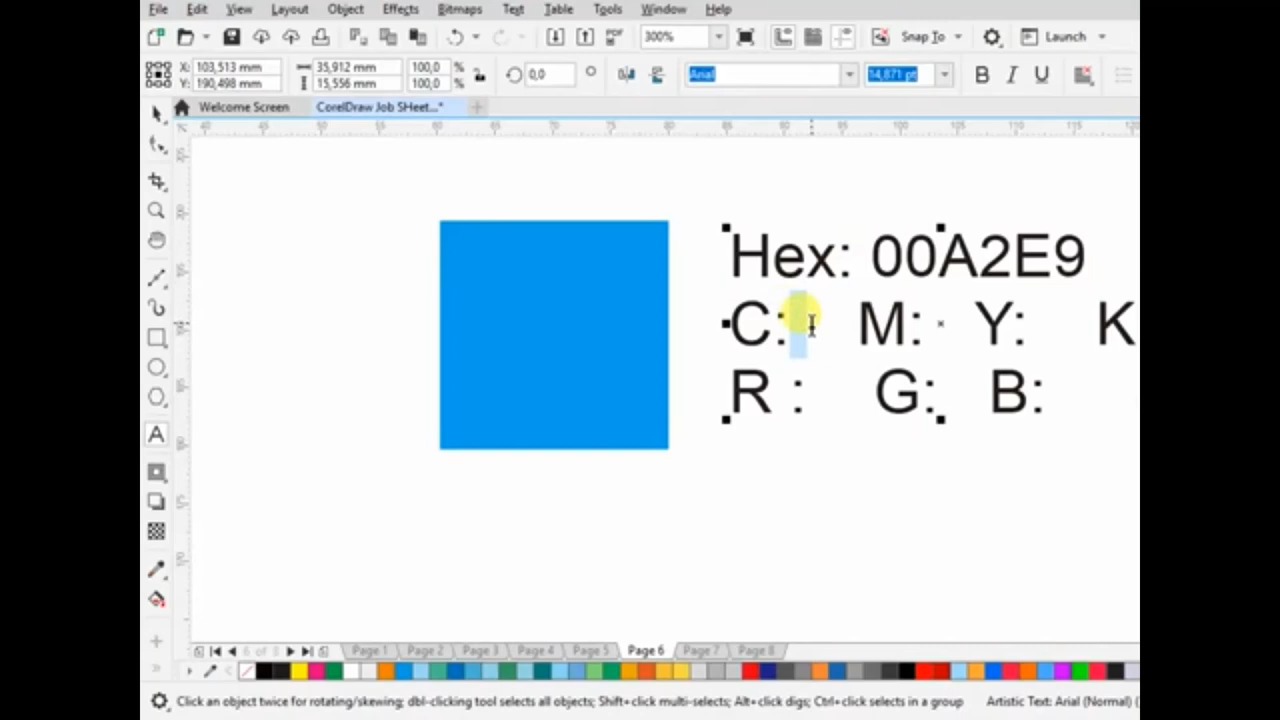 File Edit View Layout Object Effects Bitmaps Text Table Tools Window Help
300% Snap To Launch
X: 103,513 mm 35,912 mm 100,0 % 0,0 ° Arial 14,871 pt B I U
Y: 190,498 mm 15,556 mm 100,0 %
Welcome Screen CorelDraw Job SHeet...*
Hex: 00A2E9
C: M: Y: K
R : G: B:
A
Page 1 Page 2 Page 3 Page 4 Page 5 Page 6 Page 7 Page 8
Click an object twice for rotating/skewing; dbl-clicking tool selects all objects; Shift+click multi-selects; Alt+click digs; Ctrl+click selects in a group Artistic Text: Arial (Normal) (